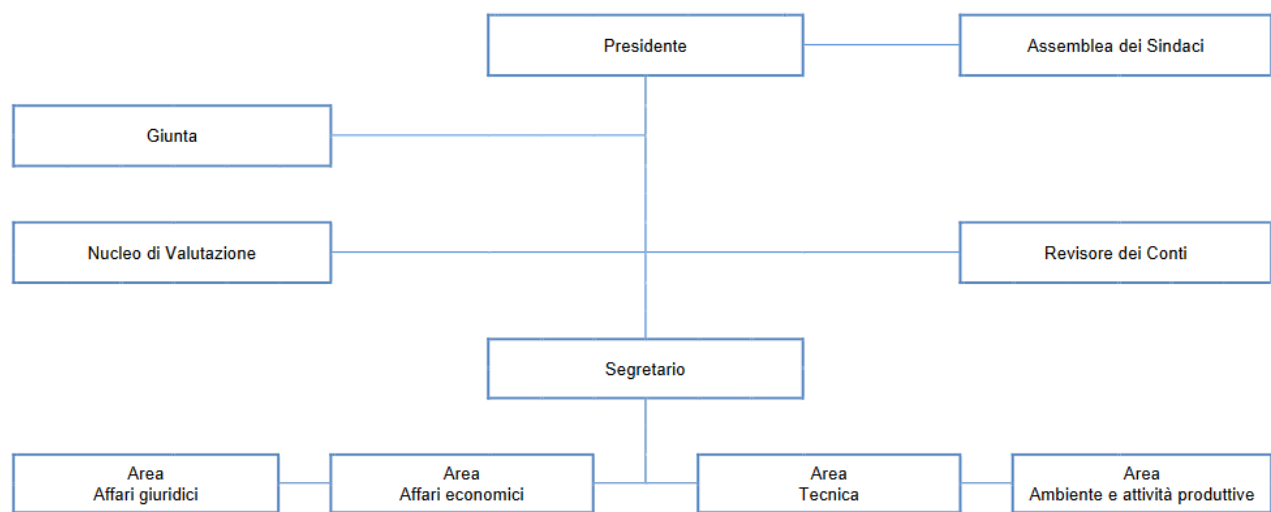 Presidente
Assemblea dei Sindaci
Giunta
Nucleo di Valutazione
Revisore dei Conti
Segretario
Area
Affari giuridici
Area
Affari economici
Area
Tecnica
Area
Ambiente e attività produttive